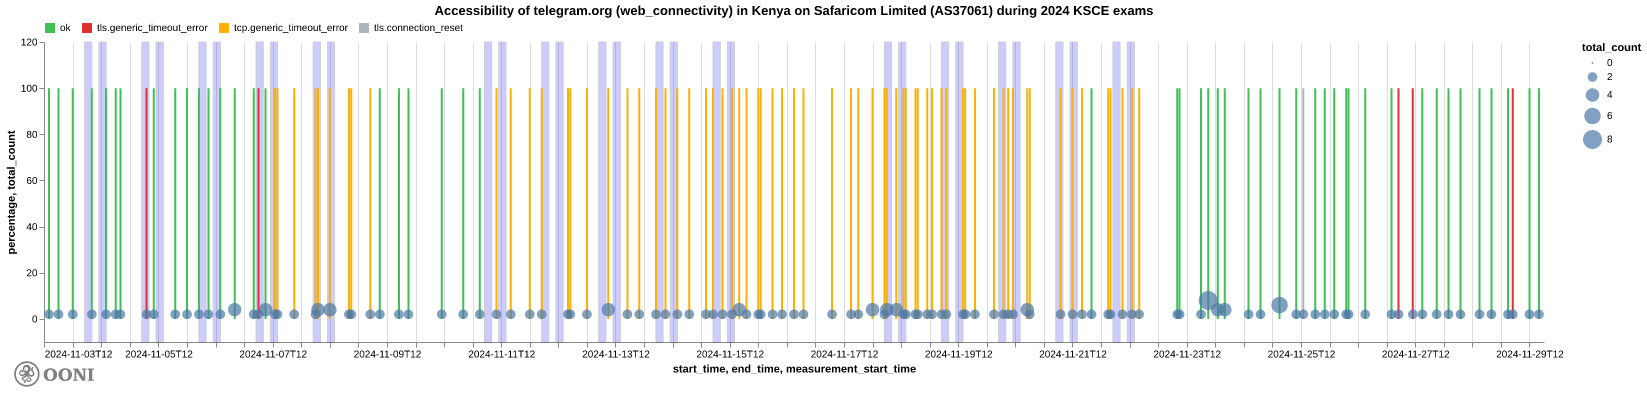 Accessibility of telegram.org (web_connectivity) in Kenya on Safaricom Limited (AS37061) during 2024 KSCE exams
ok tls.generic_timeout_error tcp.generic_timeout_error tls.connection_reset
total_count
0
2
4
6
8
percentage, total_count
120
100
80
60
40
20
0
2024-11-03T12 2024-11-05T12 2024-11-07T12 2024-11-09T12 2024-11-11T12 2024-11-13T12 2024-11-15T12 2024-11-17T12 2024-11-19T12 2024-11-21T12 2024-11-23T12 2024-11-25T12 2024-11-27T12 2024-11-29T12
start_time, end_time, measurement_start_time
OONI